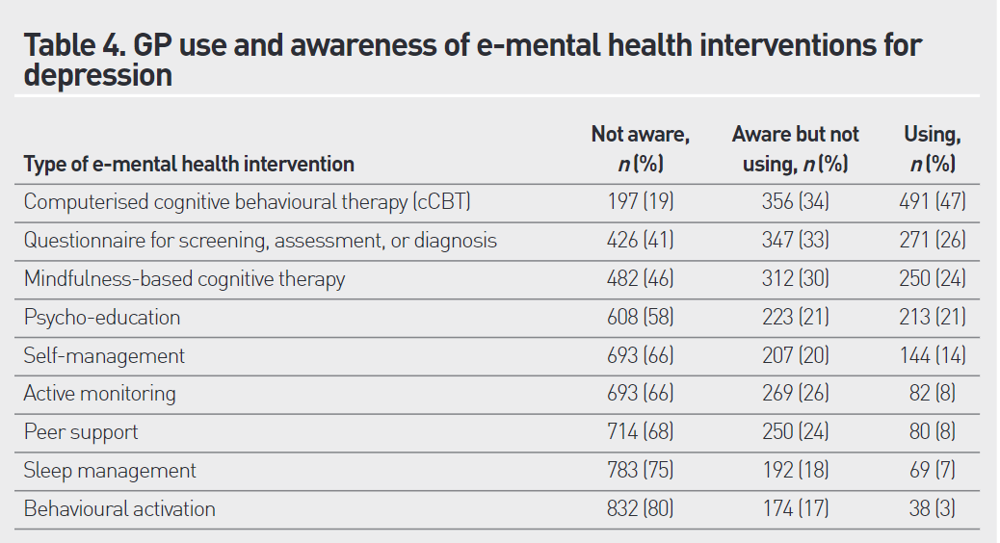 Table 4. GP use and awareness of e-mental health interventions for
depression
Type of e-mental health intervention Not aware, n (%) Aware but not using, n (%) Using, n (%)
Computerised cognitive behavioural therapy (cCBT) 197 (19) 356 (34) 491 (47)
Questionnaire for screening, assessment, or diagnosis 426 (41) 347 (33) 271 (26)
Mindfulness-based cognitive therapy 482 (46) 312 (30) 250 (24)
Psycho-education 608 (58) 223 (21) 213 (21)
Self-management 693 (66) 207 (20) 144 (14)
Active monitoring 693 (66) 269 (26) 82 (8)
Peer support 714 (68) 250 (24) 80 (8)
Sleep management 783 (75) 192 (18) 69 (7)
Behavioural activation 832 (80) 174 (17) 38 (3)